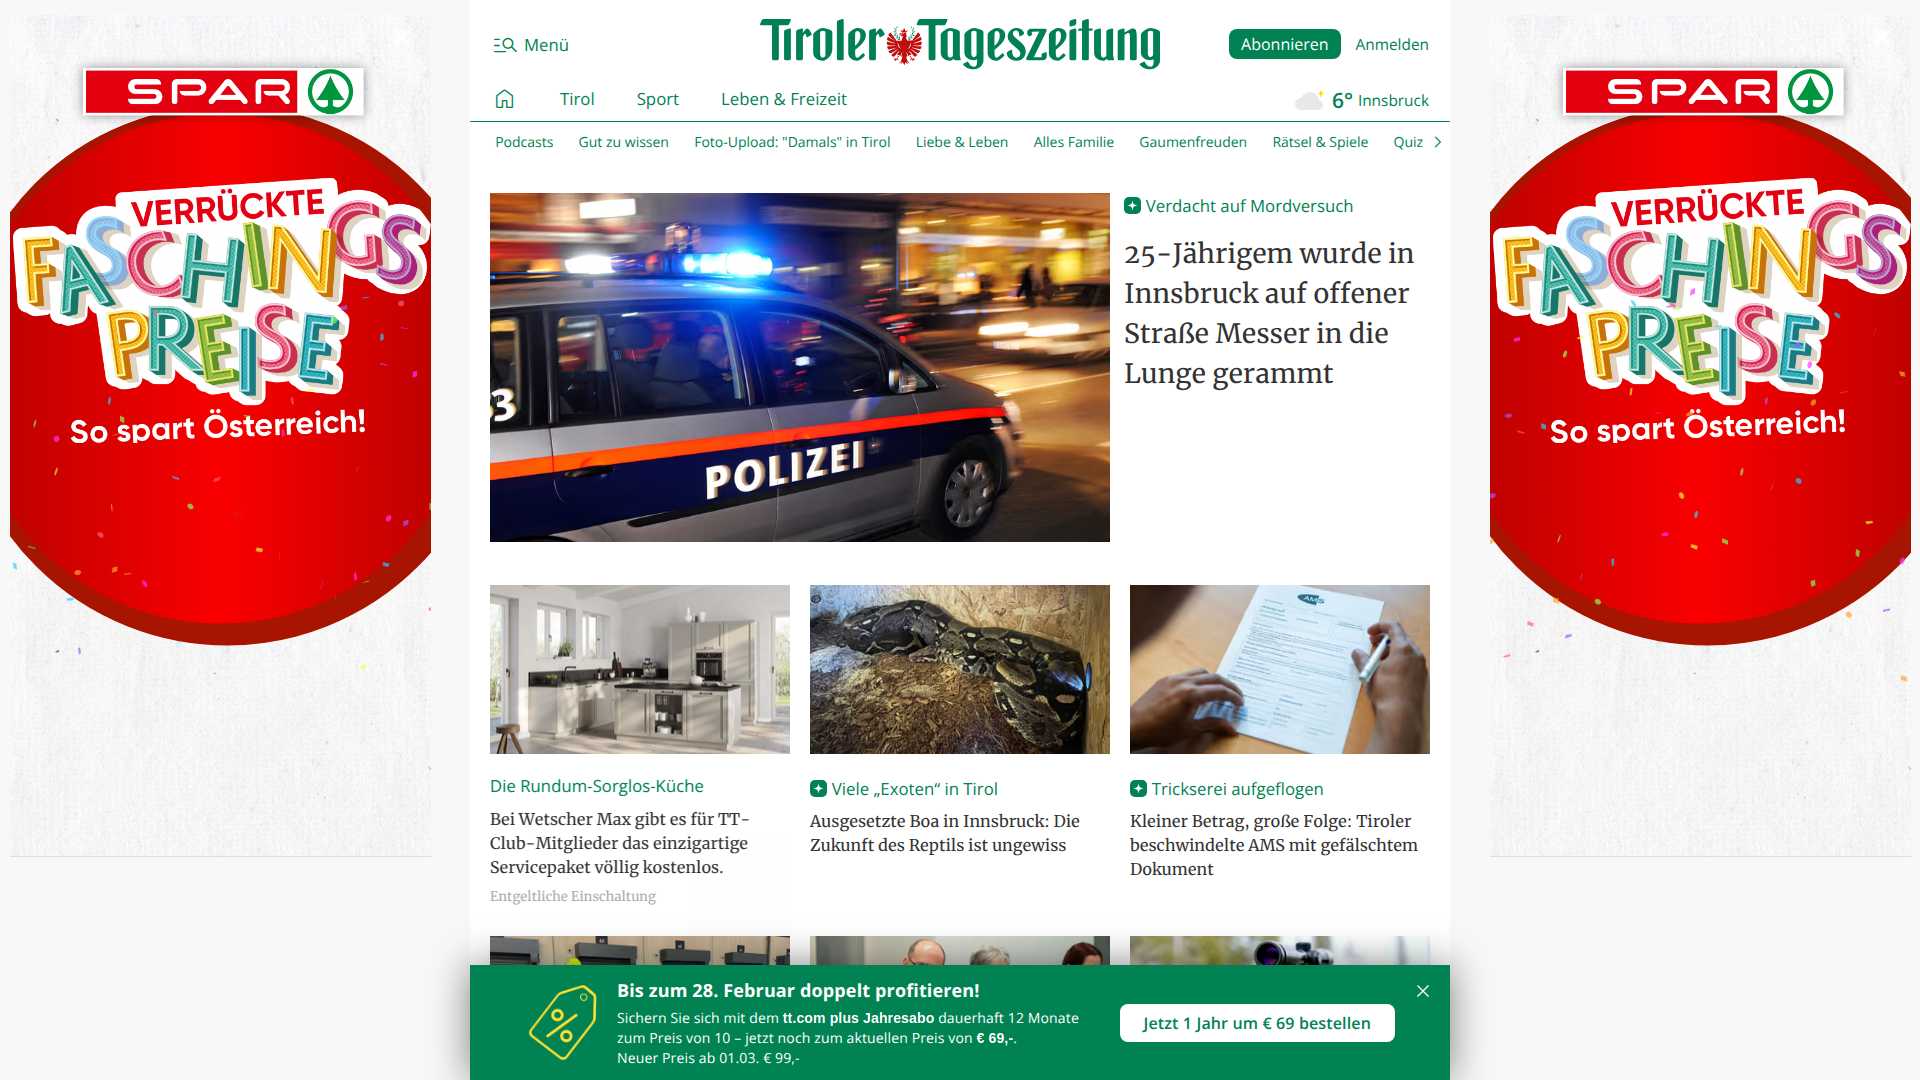 SPAR
VERRÜCKTE
FASCHINGS
PREISE
So spart Österreich!
Menü
Tiroler Tageszeitung
Abonnieren
Anmelden
Tirol
Sport
Leben & Freizeit
6° Innsbruck
Podcasts
Gut zu wissen
Foto-Upload: "Damals" in Tirol
Liebe & Leben
Alles Familie
Gaumenfreuden
Rätsel & Spiele
Quiz
POLIZEI
3
Verdacht auf Mordversuch
25-Jährigem wurde in
Innsbruck auf offener
Straße Messer in die
Lunge gerammt
AMS
Die Rundum-Sorglos-Küche
Bei Wetscher Max gibt es für TT-
Club-Mitglieder das einzigartige
Servicepaket völlig kostenlos.
Entgeltliche Einschaltung
Viele „Exoten“ in Tirol
Ausgesetzte Boa in Innsbruck: Die
Zukunft des Reptils ist ungewiss
Trickserei aufgeflogen
Kleiner Betrag, große Folge: Tiroler
beschwindelte AMS mit gefälschtem
Dokument
Bis zum 28. Februar doppelt profitieren!
Sichern Sie sich mit dem tt.com plus Jahresabo dauerhaft 12 Monate
zum Preis von 10 – jetzt noch zum aktuellen Preis von € 69,-.
Neuer Preis ab 01.03. € 99,-
Jetzt 1 Jahr um € 69 bestellen
SPAR
VERRÜCKTE
FASCHINGS
PREISE
So spart Österreich!